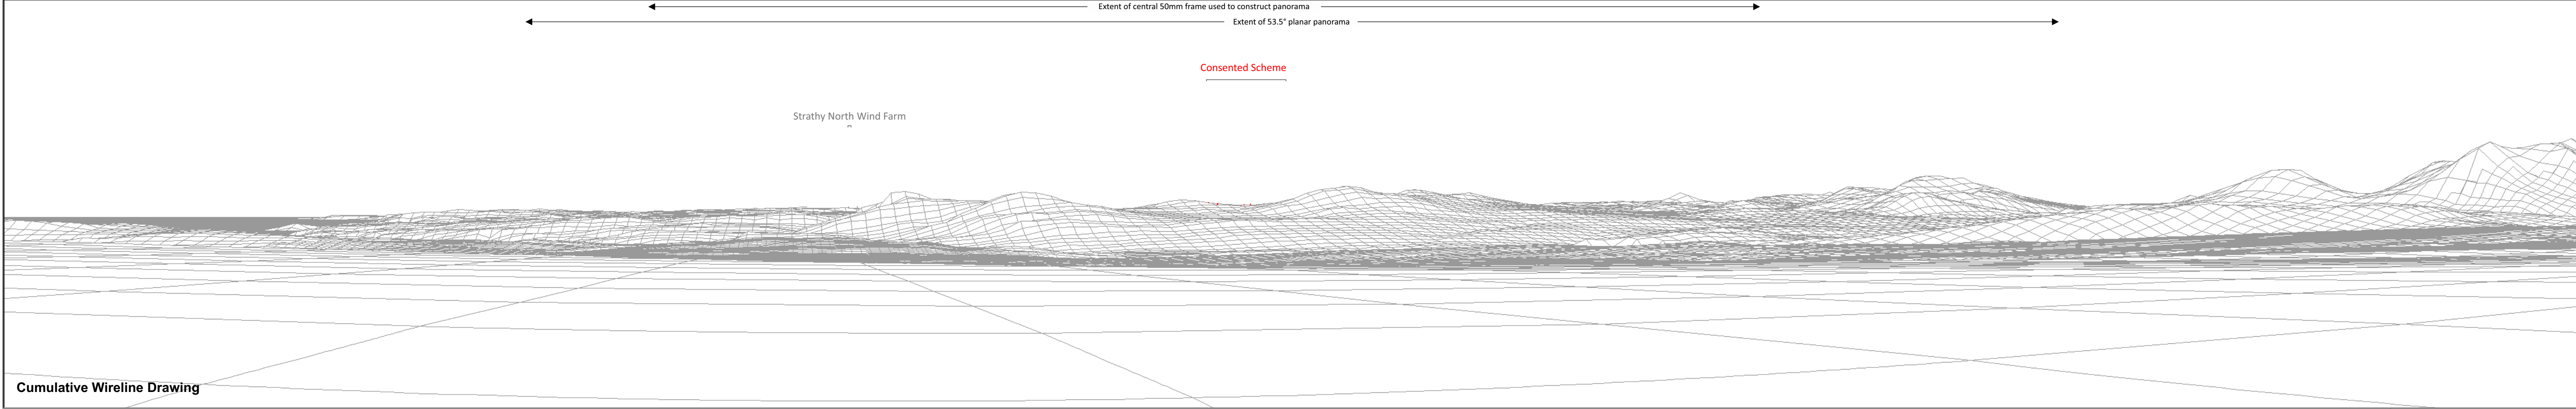 Extent of central 50mm frame used to construct panorama
Extent of 53.5° planar panorama
Consented Scheme
Strathy North Wind Farm
Cumulative Wireline Drawing